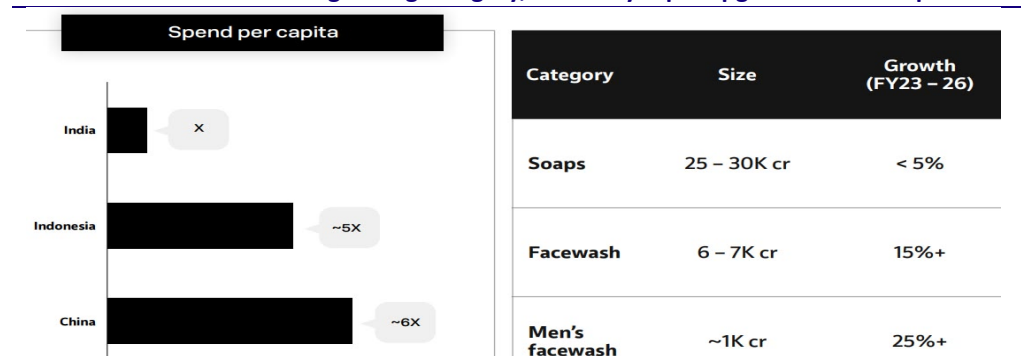 Spend per capita
India
X
Indonesia
~5X
China
~6X
Category Size Growth (FY23 – 26)
Soaps 25 – 30K cr < 5%
Facewash 6 – 7K cr 15%+
Men's facewash ~1K cr 25%+